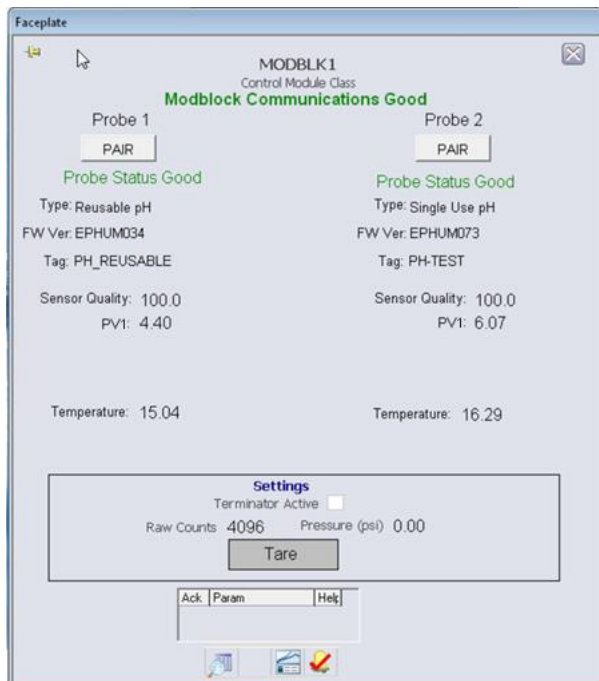 Faceplate
MODBLK1
Control Module Class
Modblock Communications Good
Probe 1
Probe 2
PAIR
PAIR
Probe Status Good
Probe Status Good
Type: Reusable pH
Type: Single Use pH
FW Ver: EPHUM034
FW Ver: EPHUM073
Tag: PH_REUSABLE
Tag: PH-TEST
Sensor Quality: 100.0
Sensor Quality: 100.0
PV1: 4.40
PV1: 6.07
Temperature: 15.04
Temperature: 16.29
Settings
Terminator Active
Raw Counts 4096 Pressure (psi) 0.00
Tare
Ack Param Help